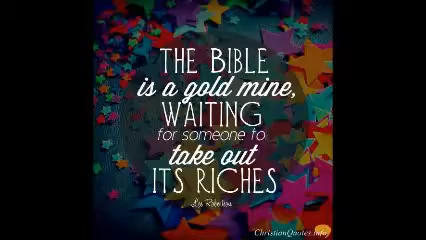 THE BIBLE
is a gold mine,
WAITING
for someone to
take out
ITS RICHES
ChristianQuotes.info